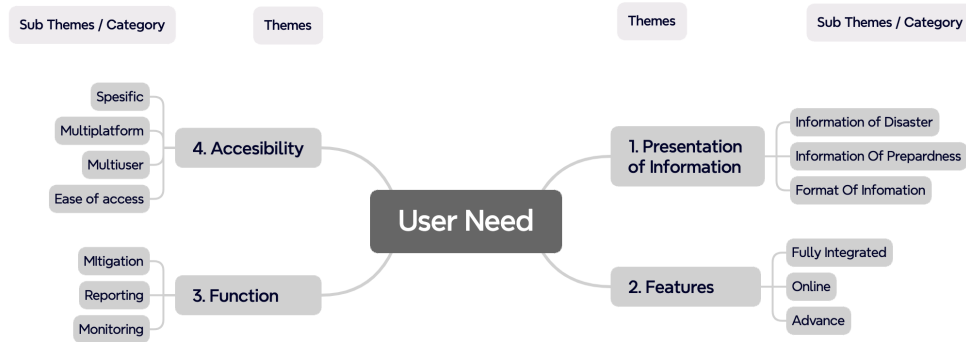 Sub Themes / Category
Themes
Themes
Sub Themes / Category
Spesific
Multiplatform
Multiuser
Ease of access
4. Accesibility
MItigation
Reporting
Monitoring
3. Function
User Need
1. Presentation
of Information
Information of Disaster
Information Of Prepardness
Format Of Infomation
2. Features
Fully Integrated
Online
Advance